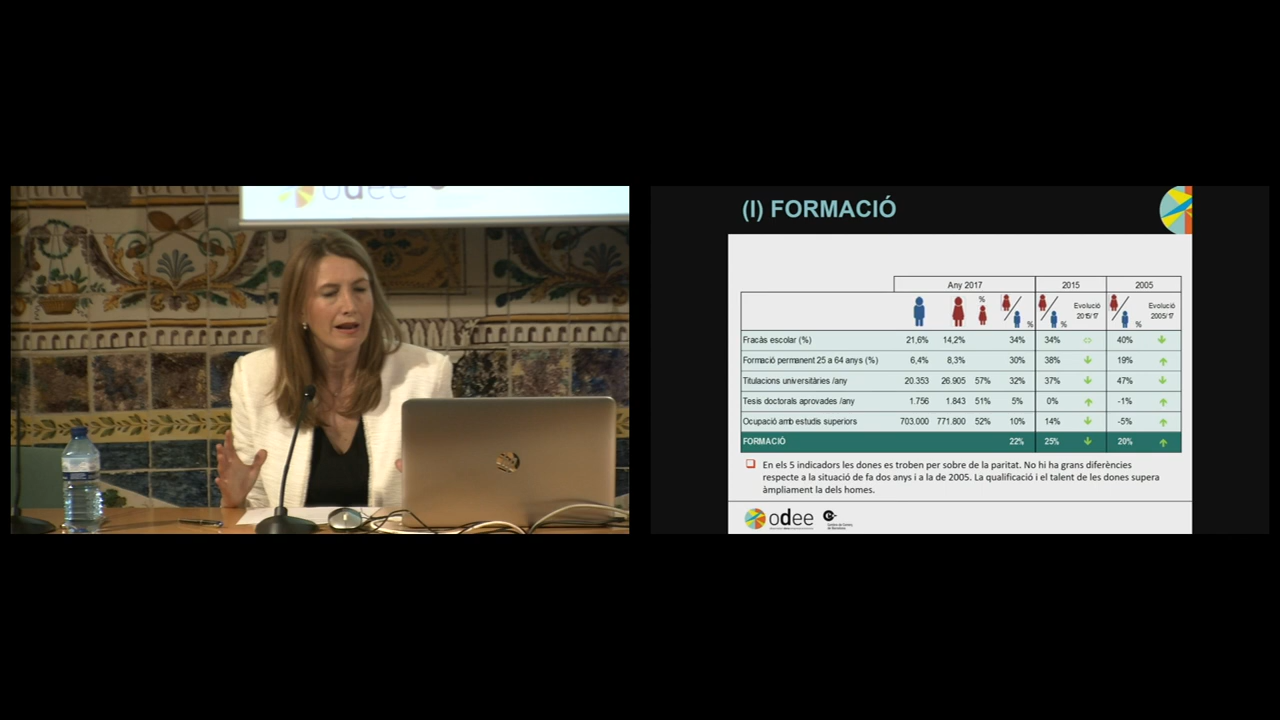 odee
(I) FORMACIÓ
Any 2017 2015 2005
% % % Evolució 2015/17 % Evolució 2005/17
Fracàs escolar (%) 21,6% 14,2% 34% 34% 40%
Formació permanent 25 a 64 anys (%) 6,4% 8,3% 30% 38% 19%
Titulacions universitàries /any 20.353 26.905 57% 32% 37% 47%
Tesis doctorals aprovades /any 1.756 1.843 51% 5% 0% -1%
Ocupació amb estudis superiors 703.000 771.800 52% 10% 14% -5%
FORMACIÓ 22% 25% 20%
En els 5 indicadors les dones es troben per sobre de la paritat. No hi ha grans diferències
respecte a la situació de fa dos anys i a la de 2005. La qualificació i el talent de les dones supera
àmpliament la dels homes.
odee